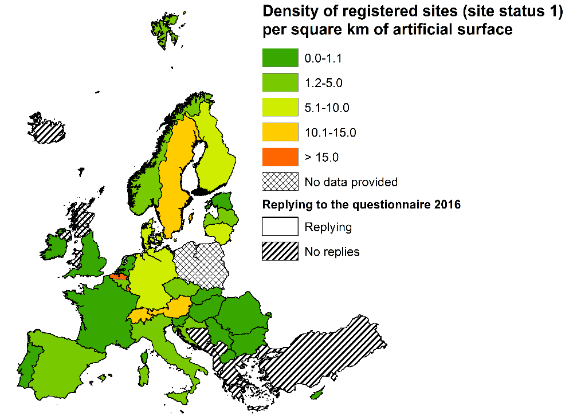 Density of registered sites (site status 1)
per square km of artificial surface
0.0-1.1
1.2-5.0
5.1-10.0
10.1-15.0
> 15.0
No data provided
Replying to the questionnaire 2016
Replying
No replies